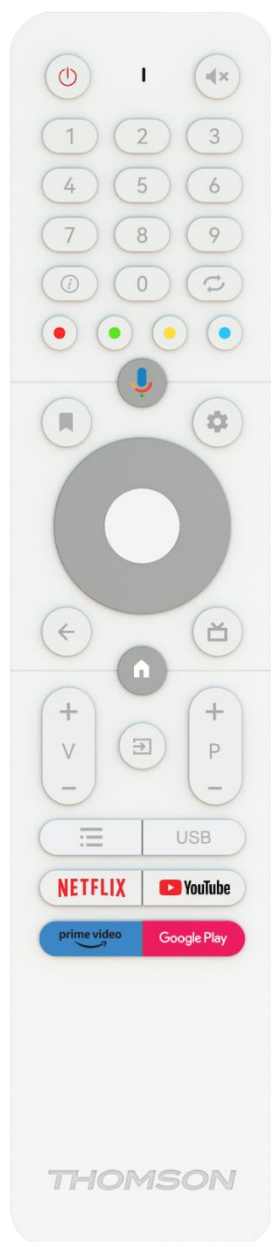 1 2 3
4 5 6
7 8 9
i 0
+ +
V P
− −
USB
NETFLIX YouTube
prime video Google Play
THOMSON